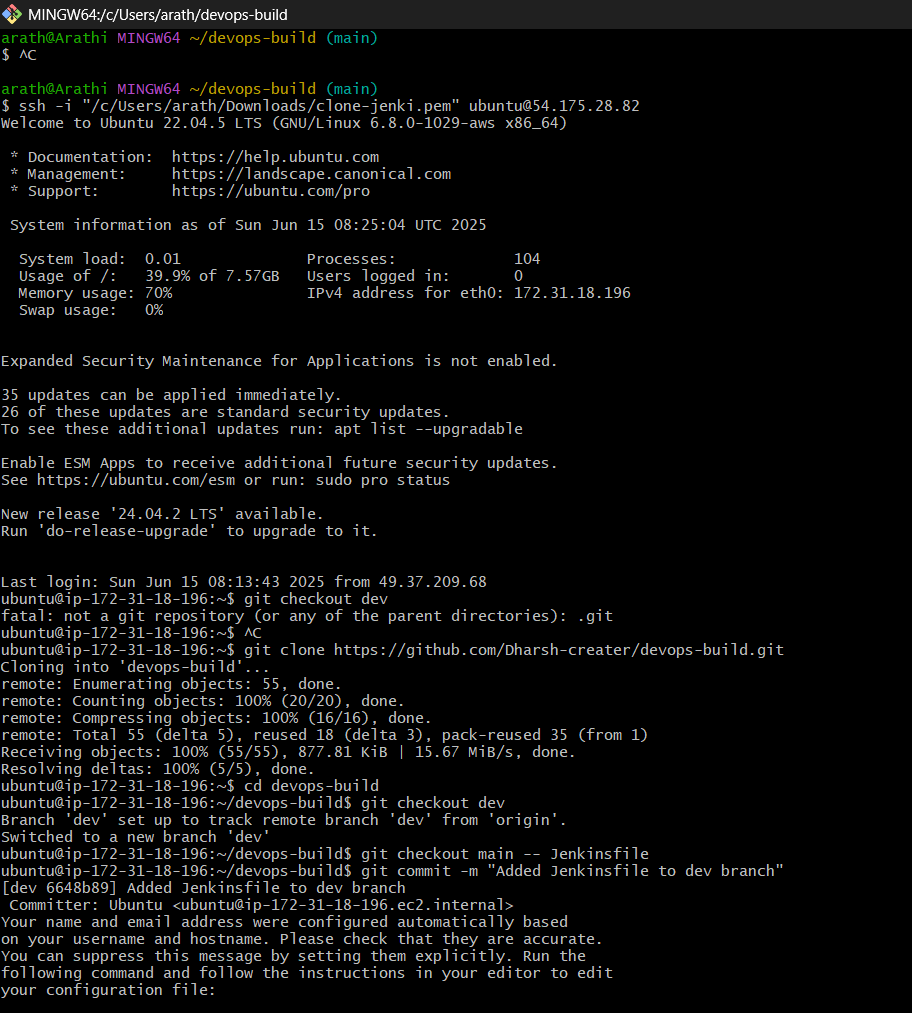 MINGW64:/c/Users/arath/devops-build
arath@Arathi MINGW64 ~/devops-build (main)
$ ^C
arath@Arathi MINGW64 ~/devops-build (main)
$ ssh -i "/c/Users/arath/Downloads/clone-jenki.pem" ubuntu@54.175.28.82
Welcome to Ubuntu 22.04.5 LTS (GNU/Linux 6.8.0-1029-aws x86_64)
* Documentation:  https://help.ubuntu.com
* Management:     https://landscape.canonical.com
* Support:        https://ubuntu.com/pro
System information as of Sun Jun 15 08:25:04 UTC 2025
System load:  0.01              Processes:             104
Usage of /:   39.9% of 7.57GB   Users logged in:       0
Memory usage: 70%               IPv4 address for eth0: 172.31.18.196
Swap usage:   0%
Expanded Security Maintenance for Applications is not enabled.
35 updates can be applied immediately.
26 of these updates are standard security updates.
To see these additional updates run: apt list --upgradable
Enable ESM Apps to receive additional future security updates.
See https://ubuntu.com/esm or run: sudo pro status
New release '24.04.2 LTS' available.
Run 'do-release-upgrade' to upgrade to it.
Last login: Sun Jun 15 08:13:43 2025 from 49.37.209.68
ubuntu@ip-172-31-18-196:~$ git checkout dev
fatal: not a git repository (or any of the parent directories): .git
ubuntu@ip-172-31-18-196:~$ ^C
ubuntu@ip-172-31-18-196:~$ git clone https://github.com/Dharsh-creater/devops-build.git
Cloning into 'devops-build'...
remote: Enumerating objects: 55, done.
remote: Counting objects: 100% (20/20), done.
remote: Compressing objects: 100% (16/16), done.
remote: Total 55 (delta 5), reused 18 (delta 3), pack-reused 35 (from 1)
Receiving objects: 100% (55/55), 877.81 KiB | 15.67 MiB/s, done.
Resolving deltas: 100% (5/5), done.
ubuntu@ip-172-31-18-196:~$ cd devops-build
ubuntu@ip-172-31-18-196:~/devops-build$ git checkout dev
Branch 'dev' set up to track remote branch 'dev' from 'origin'.
Switched to a new branch 'dev'
ubuntu@ip-172-31-18-196:~/devops-build$ git checkout main -- Jenkinsfile
ubuntu@ip-172-31-18-196:~/devops-build$ git commit -m "Added Jenkinsfile to dev branch"
[dev 6648b89] Added Jenkinsfile to dev branch
Committer: Ubuntu <ubuntu@ip-172-31-18-196.ec2.internal>
Your name and email address were configured automatically based
on your username and hostname. Please check that they are accurate.
You can suppress this message by setting them explicitly. Run the
following command and follow the instructions in your editor to edit
your configuration file: